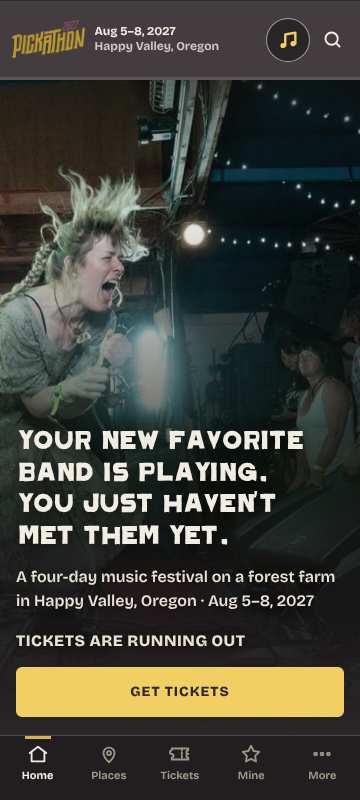 PICKATHON
2027
Aug 5–8, 2027
Happy Valley, Oregon
YOUR NEW FAVORITE
BAND IS PLAYING.
YOU JUST HAVEN'T
MET THEM YET.
A four-day music festival on a forest farm
in Happy Valley, Oregon · Aug 5–8, 2027
TICKETS ARE RUNNING OUT
GET TICKETS
Home
Places
Tickets
Mine
More